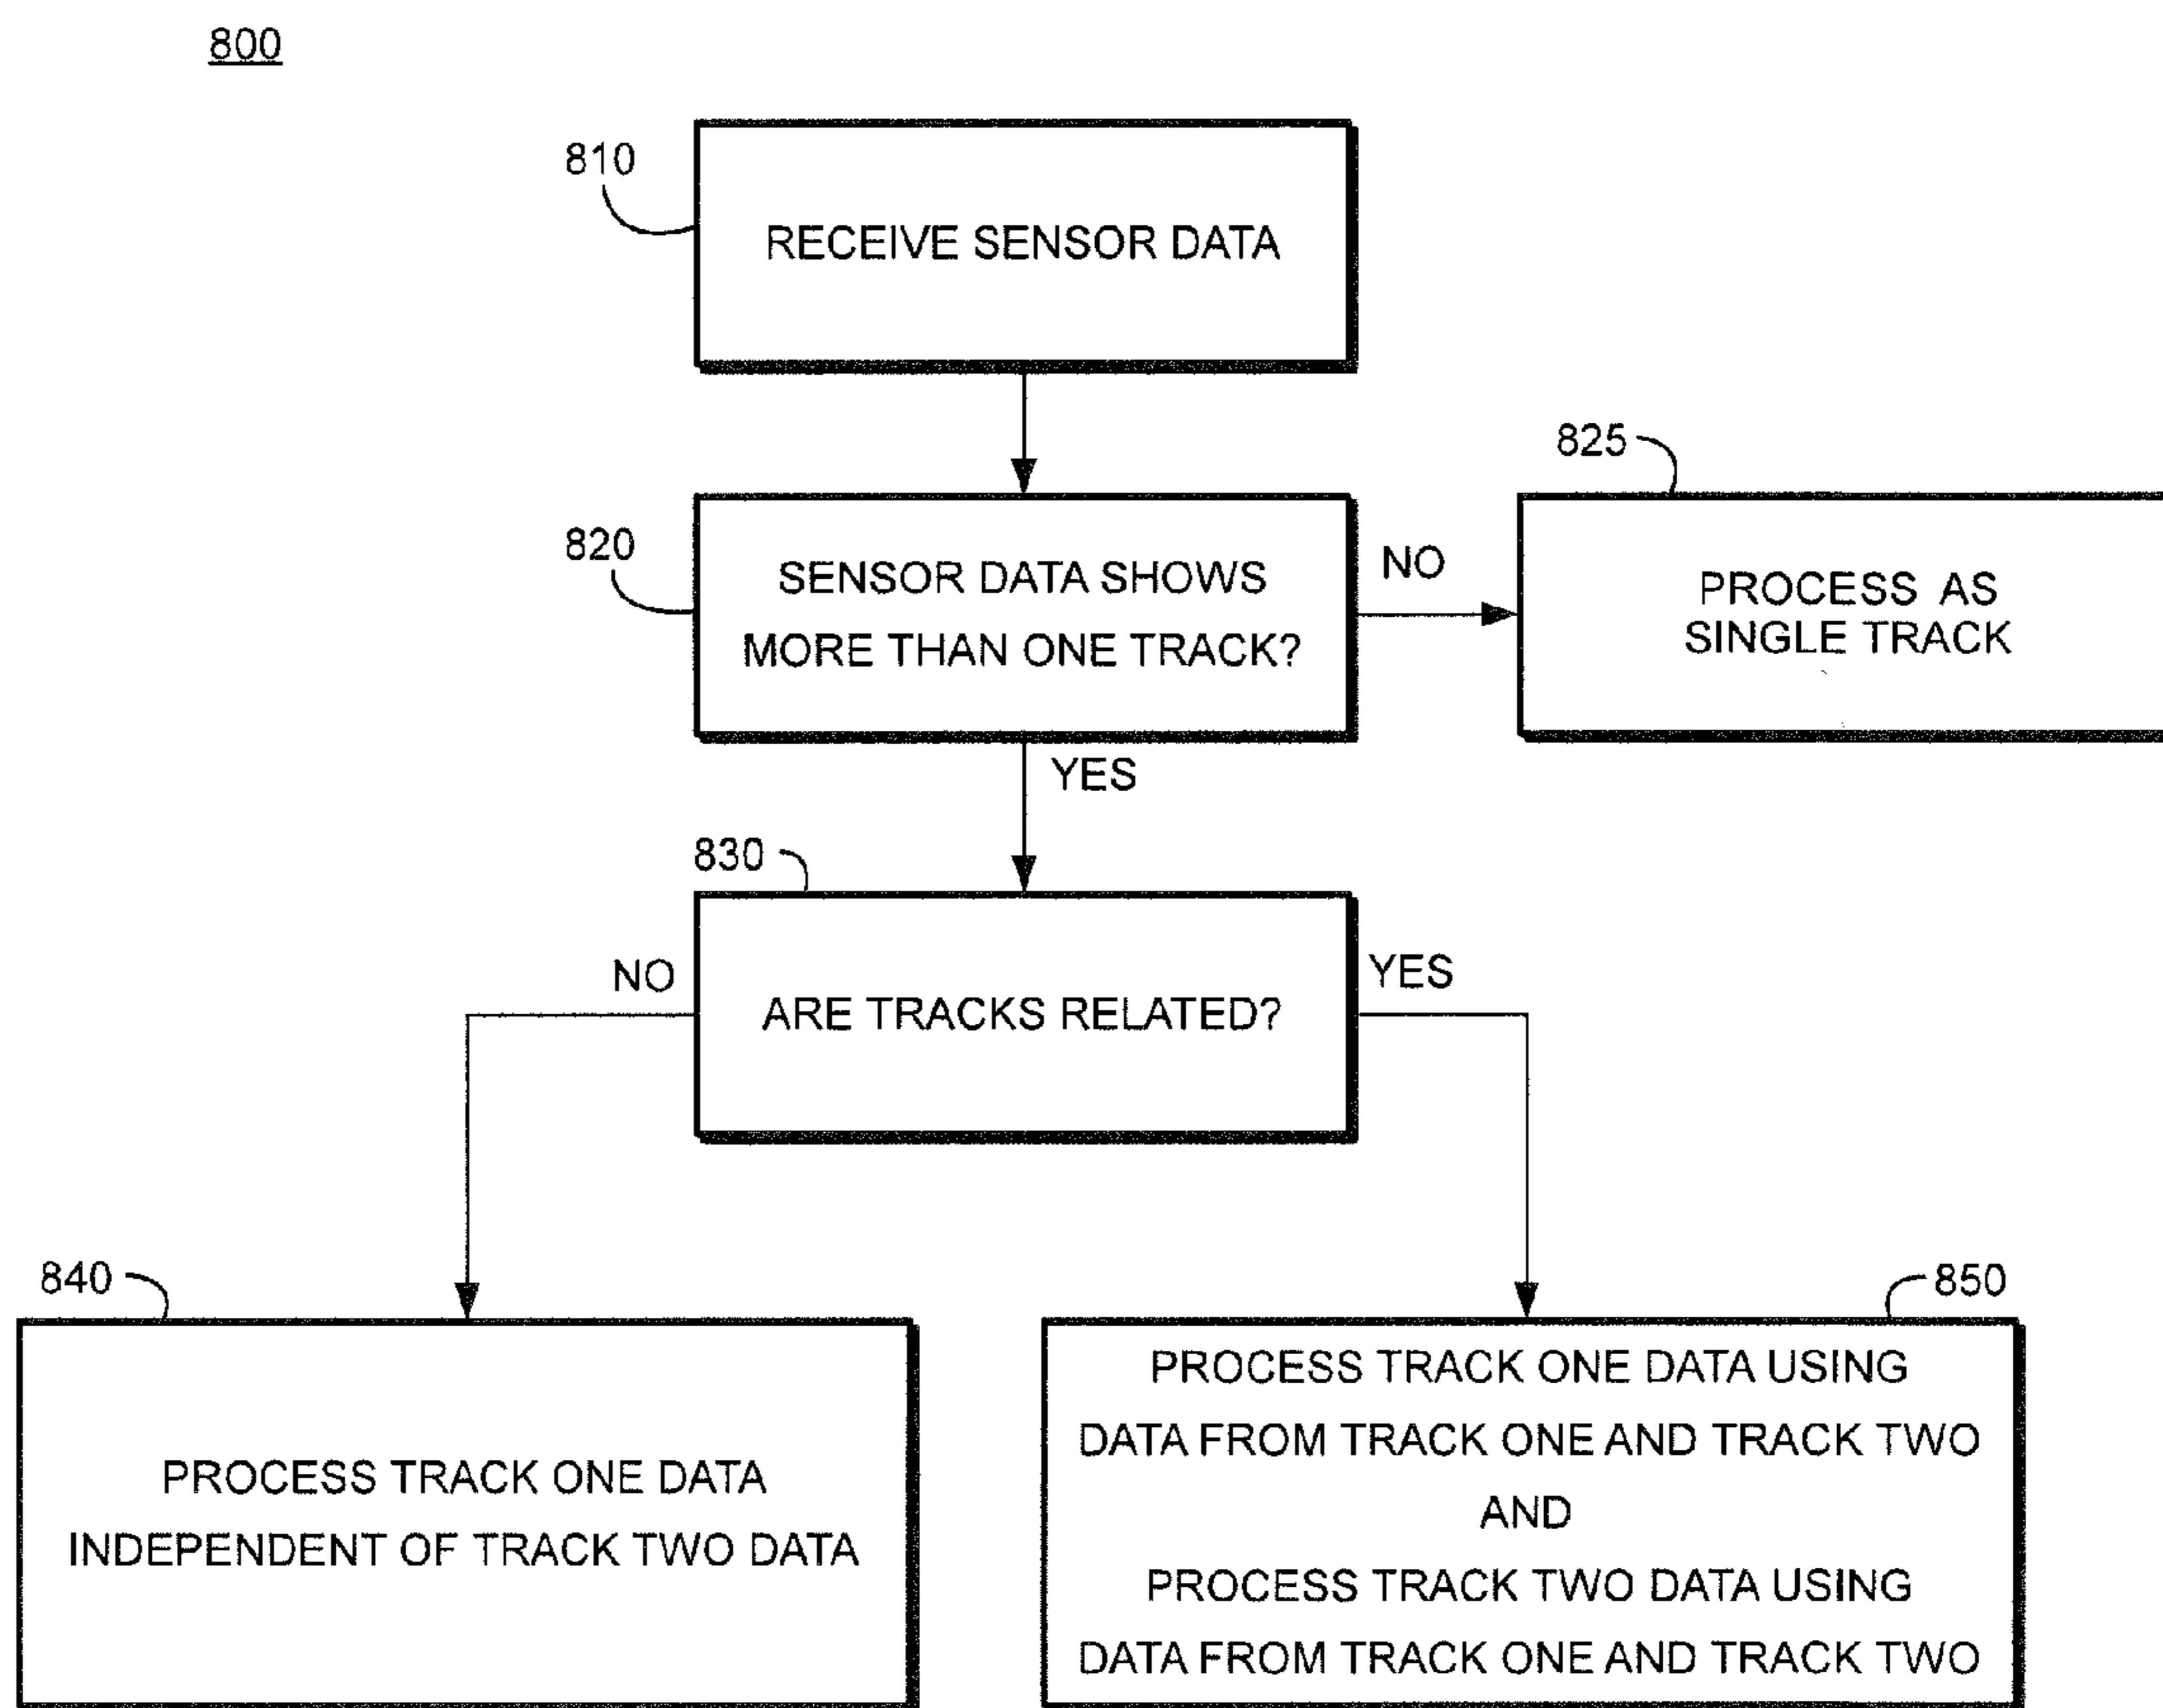 800
810
RECEIVE SENSOR DATA
825
820
SENSOR DATA SHOWS
MORE THAN ONE TRACK?
NO
PROCESS AS
SINGLE TRACK
YES
830
NO
ARE TRACKS RELATED?
YES
840
PROCESS TRACK ONE DATA
INDEPENDENT OF TRACK TWO DATA
850
PROCESS TRACK ONE DATA USING
DATA FROM TRACK ONE AND TRACK TWO
AND
PROCESS TRACK TWO DATA USING
DATA FROM TRACK ONE AND TRACK TWO